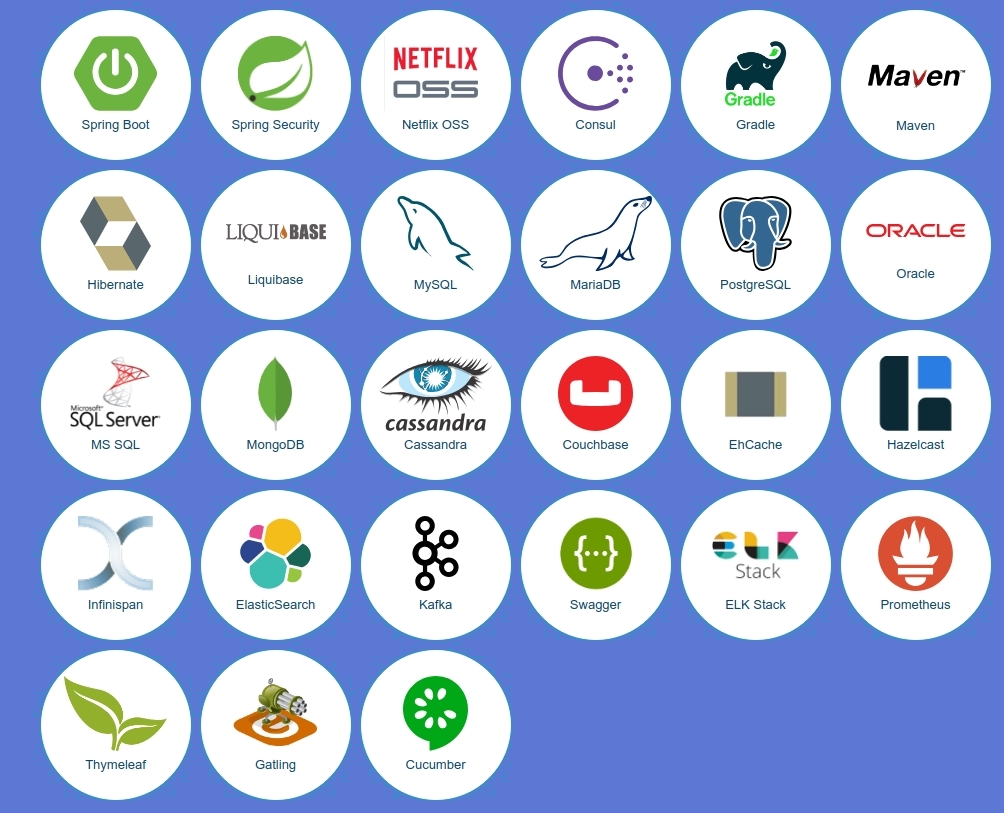 NETFLIX
OSS
Gradle
Maven™
Spring Boot
Spring Security
Netflix OSS
Consul
Gradle
Maven
LIQUIBASE
ORACLE
Hibernate
Liquibase
MySQL
MariaDB
PostgreSQL
Oracle
Microsoft®
SQL Server®
cassandra
MS SQL
MongoDB
Cassandra
Couchbase
EhCache
Hazelcast
{···}
ELK
Stack
Infinispan
ElasticSearch
Kafka
Swagger
ELK Stack
Prometheus
Thymeleaf
Gatling
Cucumber